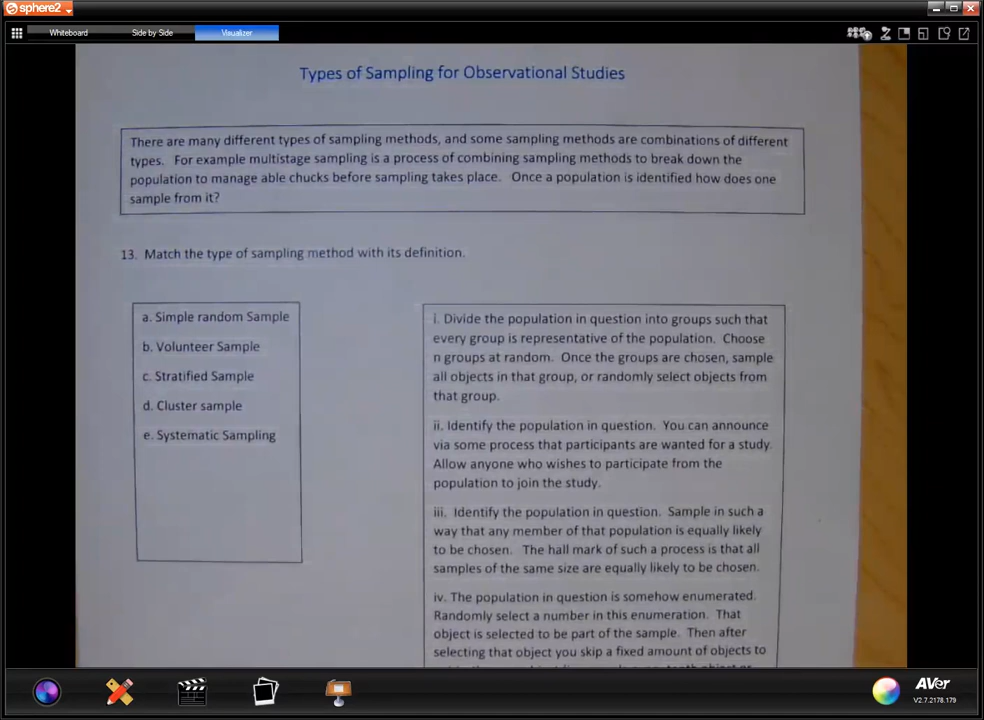 sphere2
Whiteboard
Side by Side
Visualizer
Types of Sampling for Observational Studies
There are many different types of sampling methods, and some sampling methods are combinations of different
types. For example multistage sampling is a process of combining sampling methods to break down the
population to manage able chucks before sampling takes place. Once a population is identified how does one
sample from it?
13. Match the type of sampling method with its definition.
a. Simple random Sample
b. Volunteer Sample
c. Stratified Sample
d. Cluster sample
e. Systematic Sampling
i. Divide the population in question into groups such that
every group is representative of the population. Choose
n groups at random. Once the groups are chosen, sample
all objects in that group, or randomly select objects from
that group.
ii. Identify the population in question. You can announce
via some process that participants are wanted for a study.
Allow anyone who wishes to participate from the
population to join the study.
iii. Identify the population in question. Sample in such a
way that any member of that population is equally likely
to be chosen. The hall mark of such a process is that all
samples of the same size are equally likely to be chosen.
iv. The population in question is somehow enumerated.
Randomly select a number in this enumeration. That
object is selected to be part of the sample. Then after
selecting that object you skip a fixed amount of objects to
AVer
V2.7.2178.179